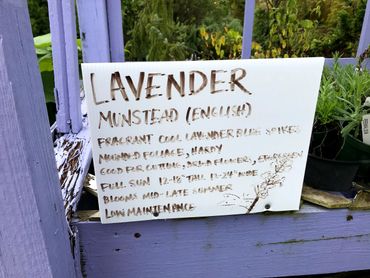 LAVENDER
MUNSTEAD (ENGLISH)
FRAGRANT COOL LAVENDER BLUE SPIKES
MOUNDED FOLIAGE, HARDY
GOOD FOR CUTTING, DRIED FLOWERS, EVERGREEN
FULL SUN 12-18" TALL 12-24" WIDE
BLOOMS MID-LATE SUMMER
LOW MAINTENANCE